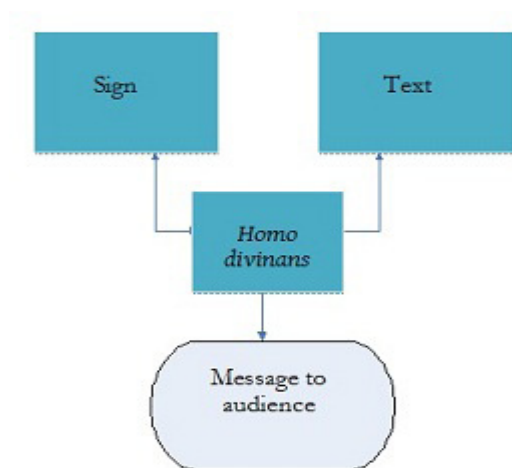 Sign
Text
Homo
divinans
Message to
audience